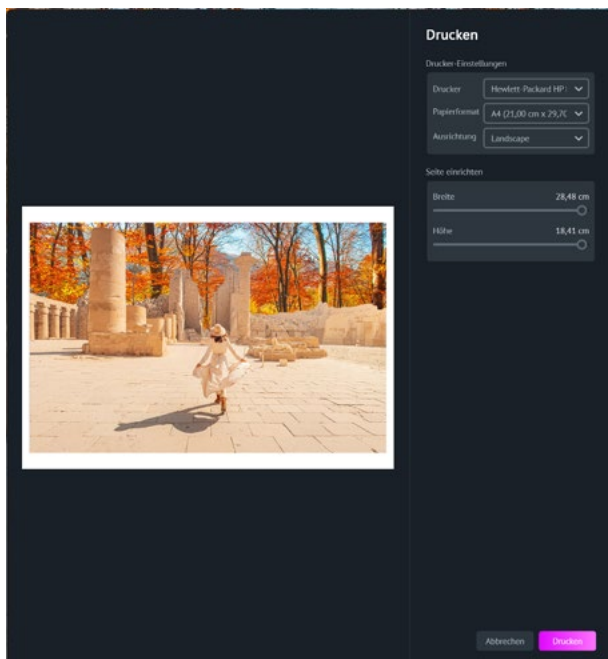 Drucken
Drucker-Einstellungen
Drucker Hewlett-Packard HP
Papierformat A4 (21,00 cm x 29,7(
Ausrichtung Landscape
Seite einrichten
Breite 28,48 cm
Höhe 18,41 cm
Abbrechen Drucken